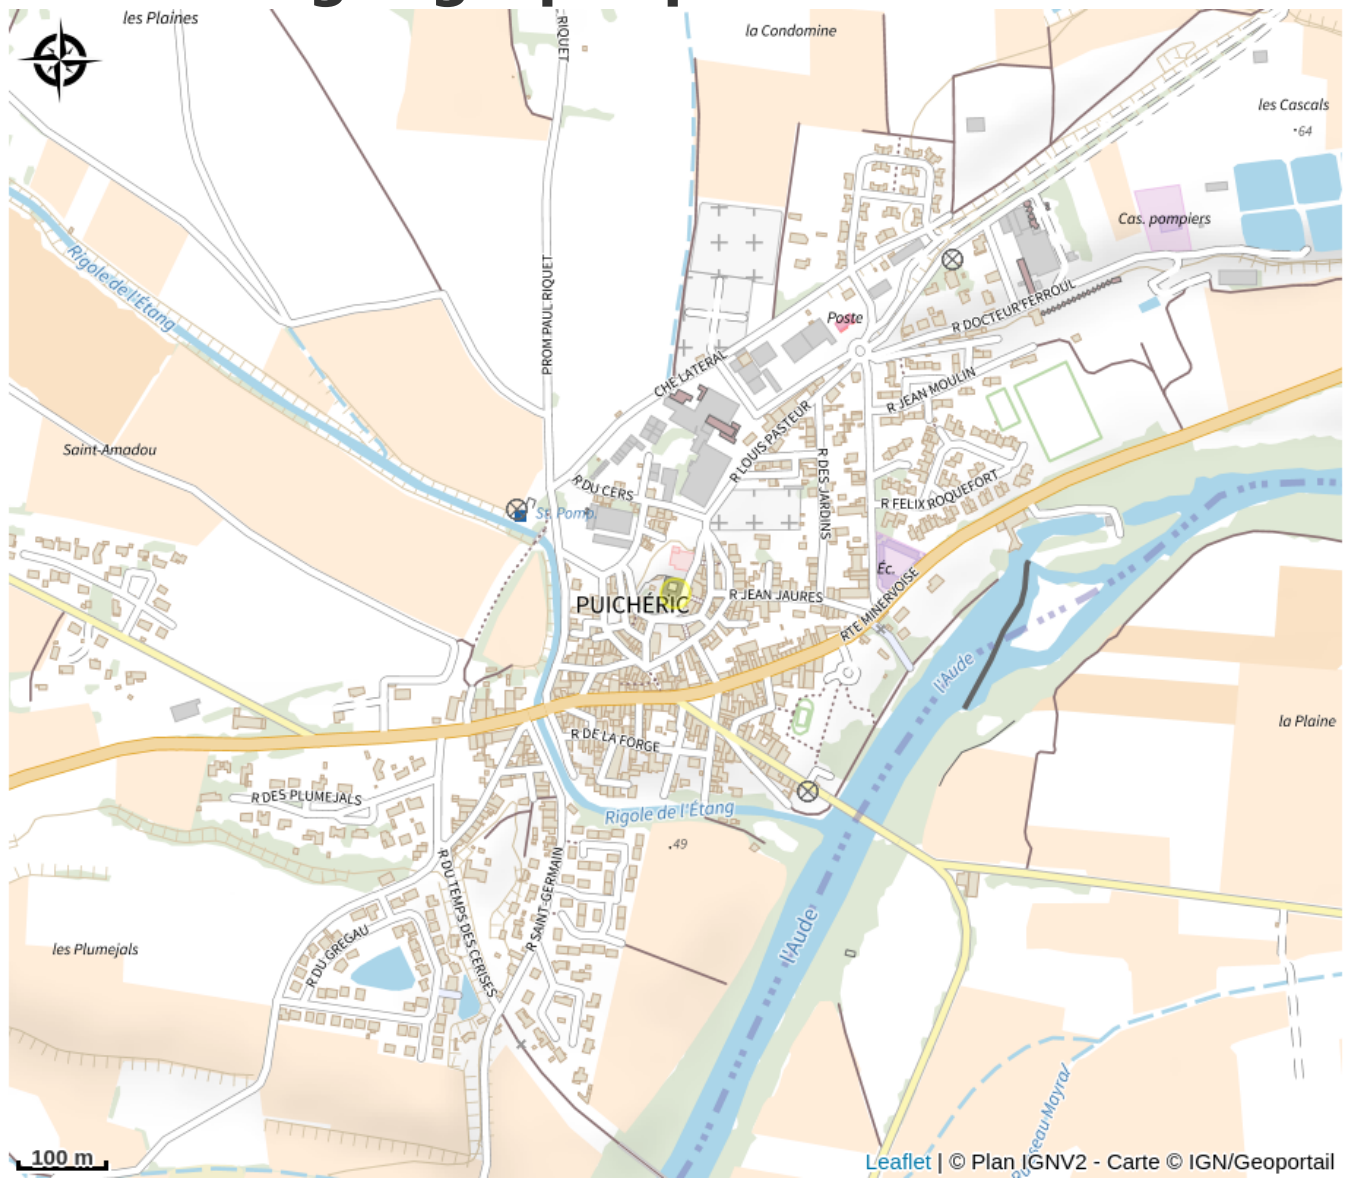 les Plaines
RIQUET
la Condomine
les Cascals
64
Cas. pompiers
Rigole de l'Étang
PROM PAUL RIQUET
R DOCTEUR FERROUL
Poste
CHE LATERAL
R JEAN MOULIN
R LOUIS PASTEUR
Saint-Amadou
R DES JARDINS
R DU CERS
R FELIX ROQUEFORT
St. Pomp.
Éc.
PUICHÉRIC
R JEAN JAURES
RTE MINERVOISE
l'Aude
la Plaine
R DE LA FORGE
R DES PLUMEJALS
Rigole de l'Étang
49
R DU TEMPS DES CERISES
R SAINT-GERMAIN
l'Aude
R DU GREGAU
les Plumejals
100 m
Leaflet | © Plan IGNV2 - Carte © IGN/Geoportail